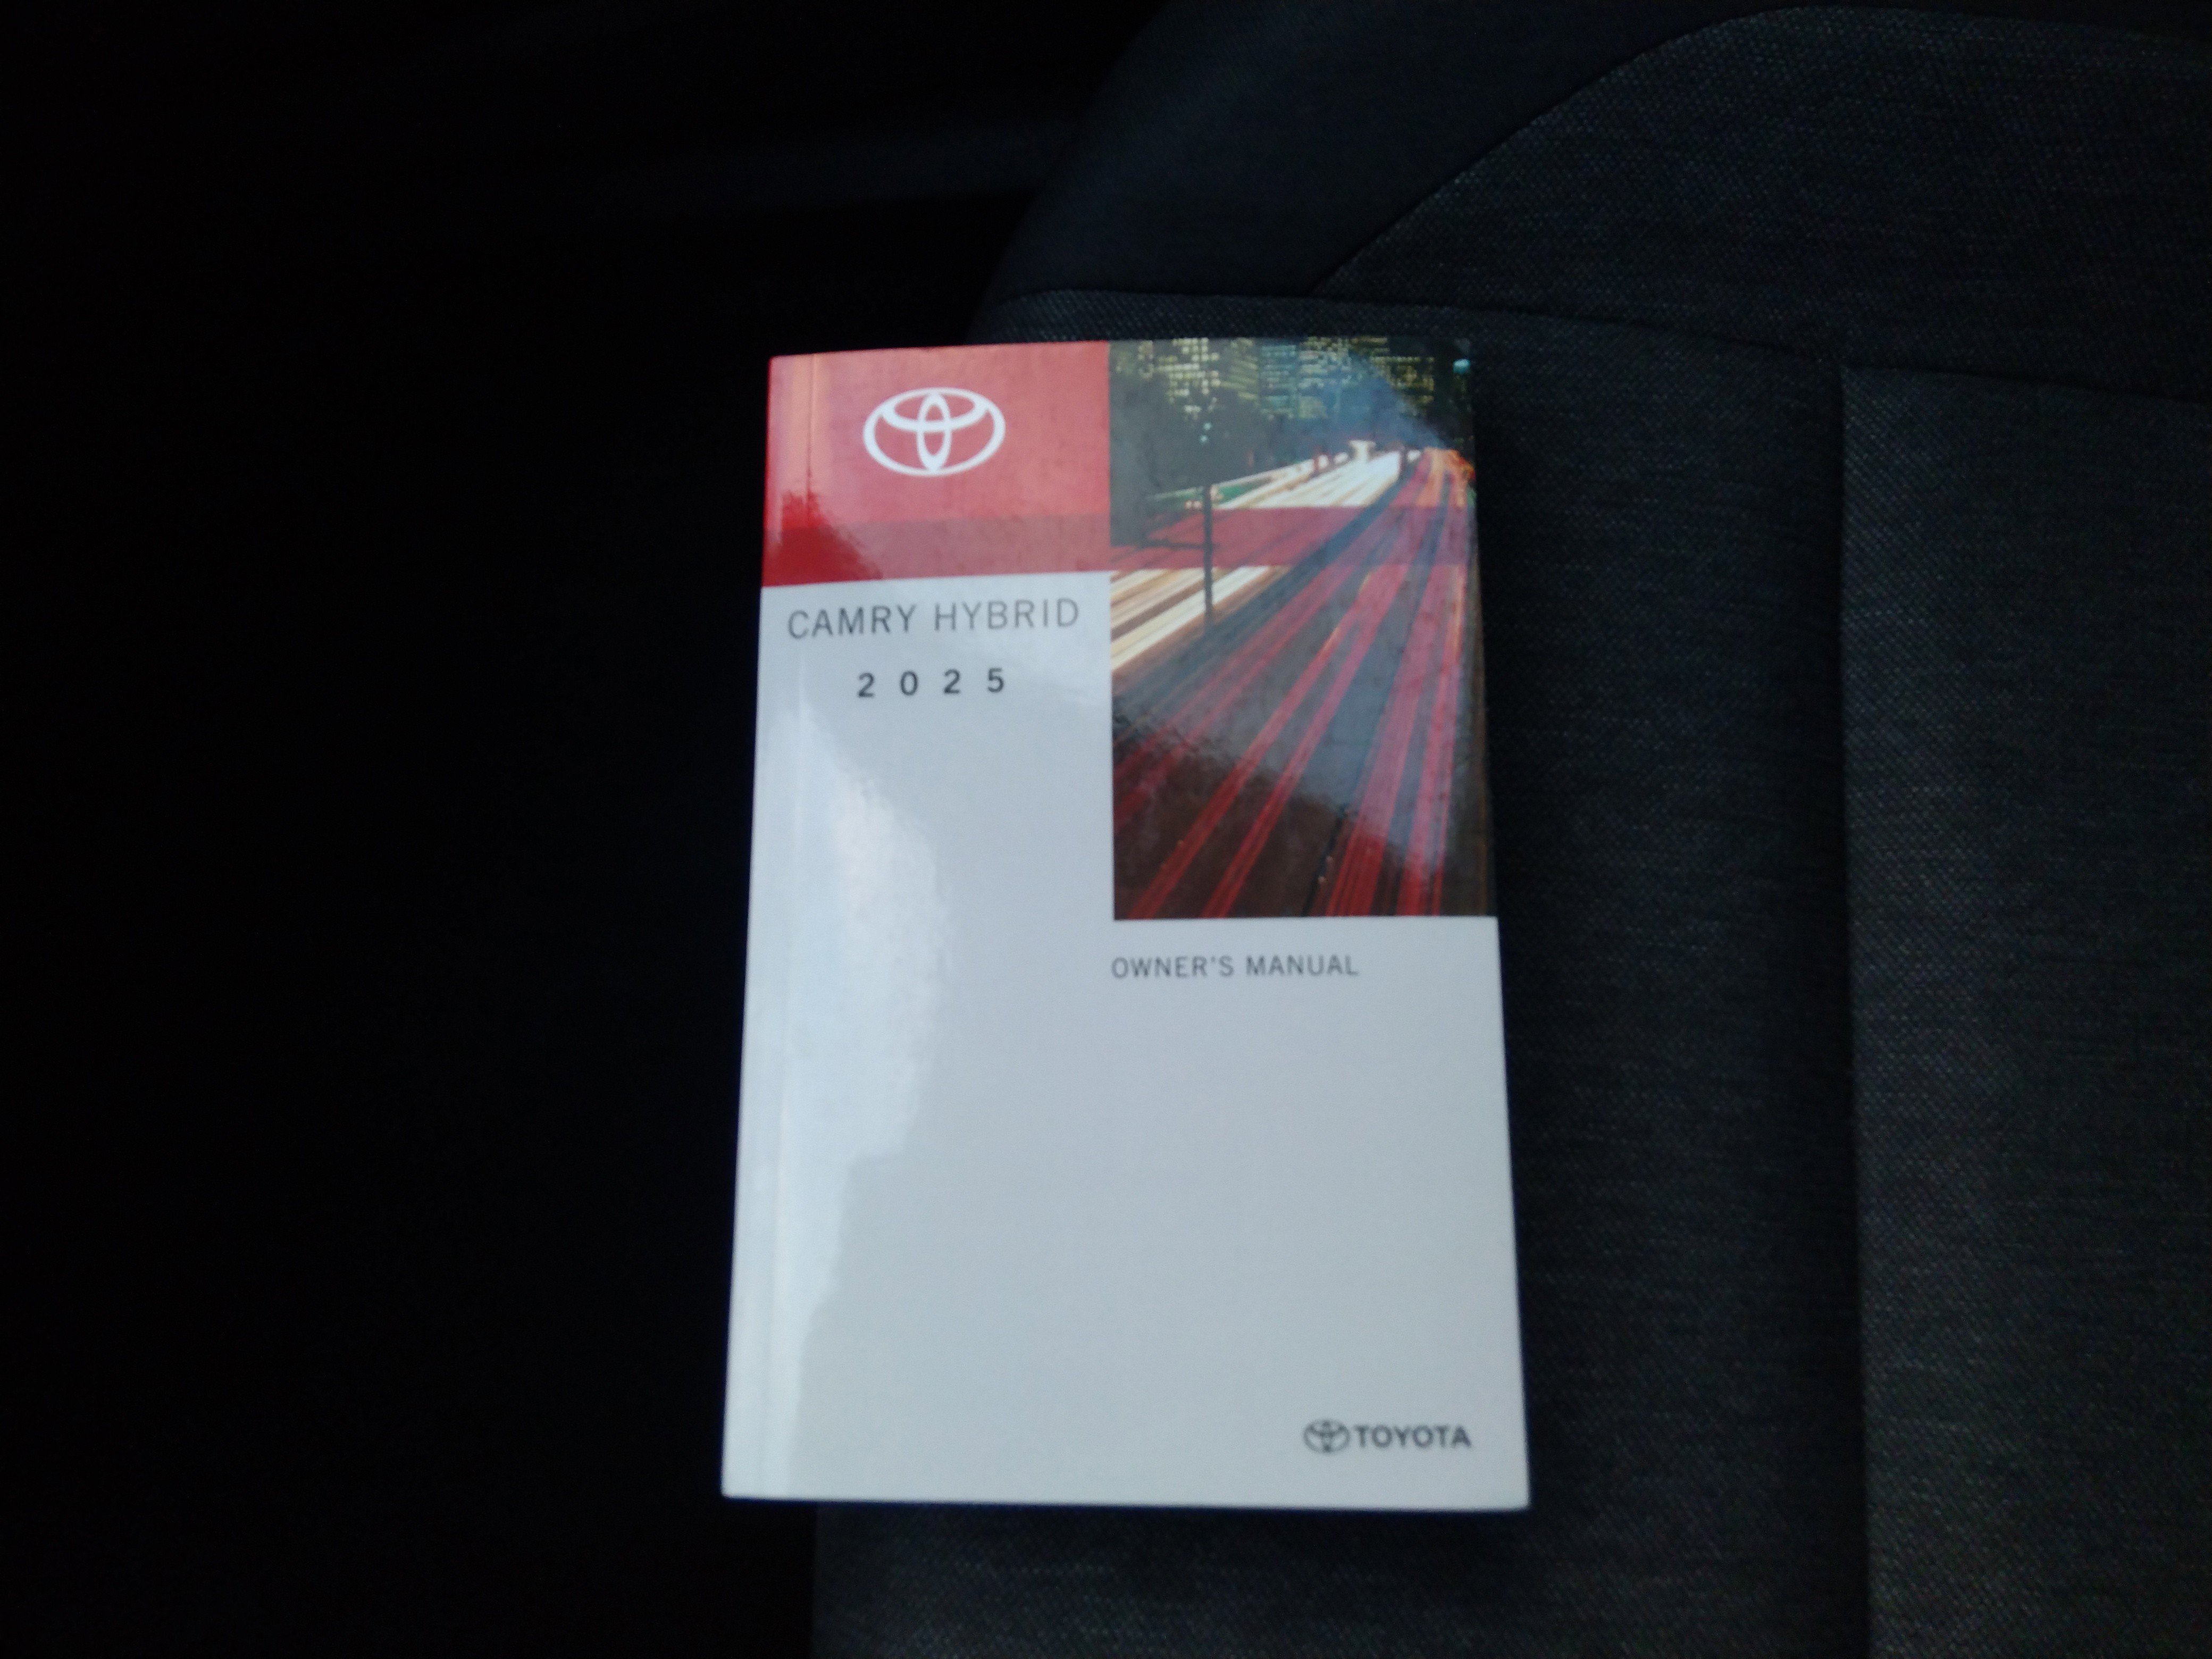 CAMRY HYBRID
2025
OWNER'S MANUAL
TOYOTA